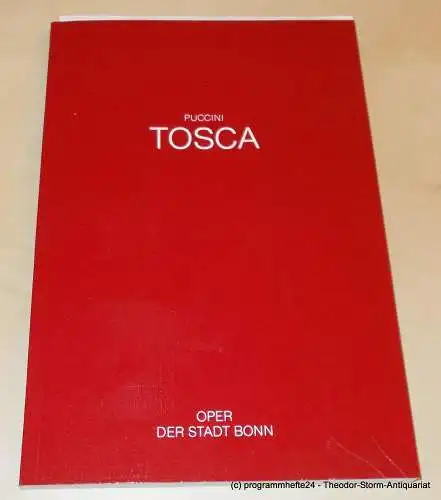 PUCCINI
TOSCA
OPER
DER STADT BONN
(c) programmhefte24 - Theodor-Storm-Antiquariat